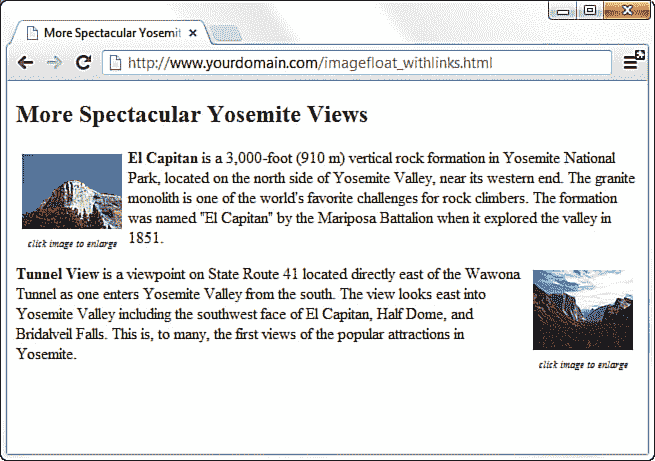 More Spectacular Yosemit
http://www.yourdomain.com/imagefloat_withlinks.html
More Spectacular Yosemite Views
El Capitan is a 3,000-foot (910 m) vertical rock formation in Yosemite National
Park, located on the north side of Yosemite Valley, near its western end. The granite
monolith is one of the world's favorite challenges for rock climbers. The formation
was named "El Capitan" by the Mariposa Battalion when it explored the valley in
1851.
click image to enlarge
Tunnel View is a viewpoint on State Route 41 located directly east of the Wawona
Tunnel as one enters Yosemite Valley from the south. The view looks east into
Yosemite Valley including the southwest face of El Capitan, Half Dome, and
Bridalveil Falls. This is, to many, the first views of the popular attractions in
Yosemite.
click image to enlarge